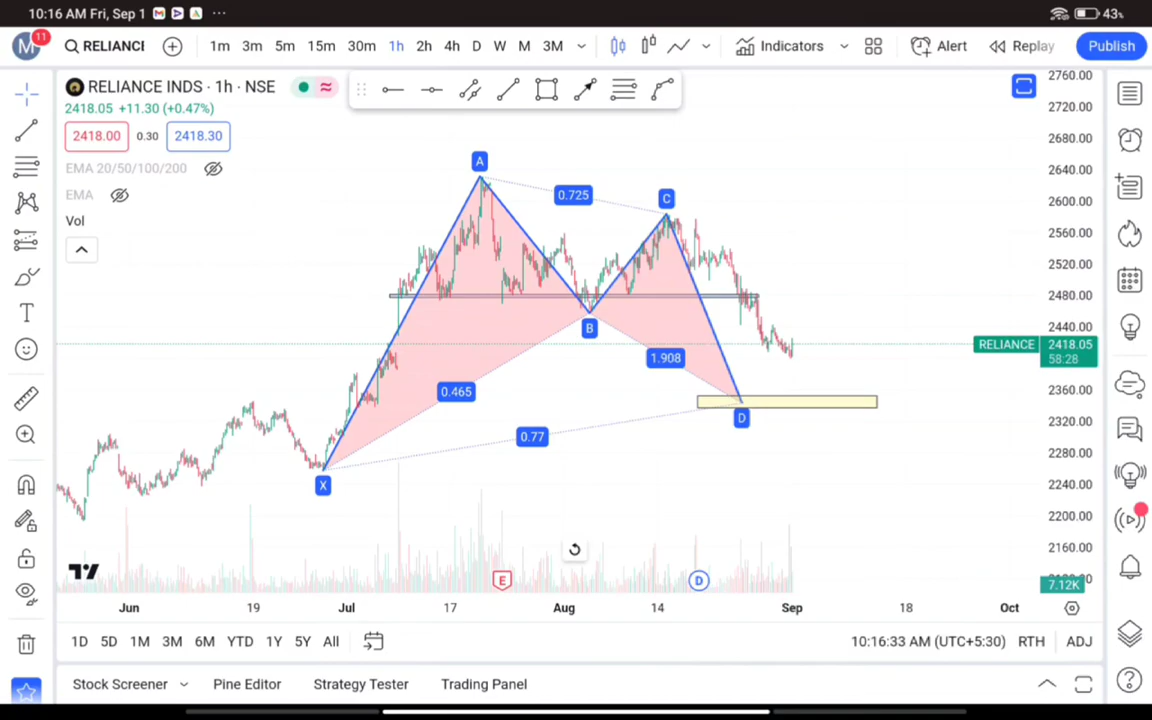 10:16 AM Fri, Sep 1
43%
M 11 RELIANCE 1m 3m 5m 15m 30m 1h 2h 4h D W M 3M Indicators Alert Replay Publish
RELIANCE INDS · 1h · NSE
2418.05 +11.30 (+0.47%)
2418.00 0.30 2418.30
EMA 20/50/100/200
EMA
Vol
A
0.725
C
B
1.908
0.465
D
0.77
X
2760.00
2720.00
2680.00
2640.00
2600.00
2560.00
2520.00
2480.00
2440.00
RELIANCE 2418.05
58:28
2360.00
2320.00
2280.00
2240.00
2200.00
2160.00
7.12K
E
D
Jun 19 Jul 17 Aug 14 Sep 18 Oct
1D 5D 1M 3M 6M YTD 1Y 5Y All 10:16:33 AM (UTC+5:30) RTH ADJ
Stock Screener Pine Editor Strategy Tester Trading Panel